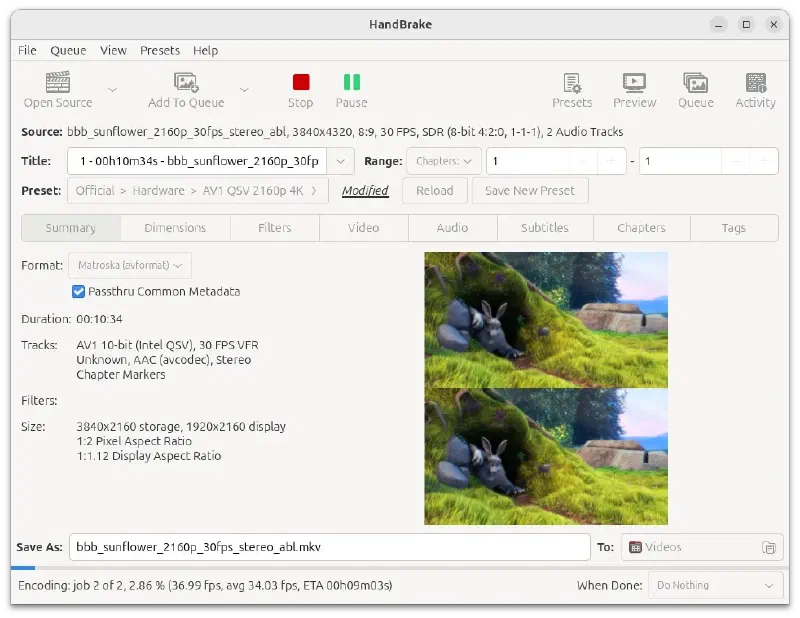 HandBrake
File Queue View Presets Help
Open Source Add To Queue Stop Pause Presets Preview Queue Activity
Source: bbb_sunflower_2160p_30fps_stereo_abl, 3840x4320, 8:9, 30 FPS, SDR (8-bit 4:2:0, 1-1-1), 2 Audio Tracks
Title: 1 - 00h10m34s - bbb_sunflower_2160p_30fp Range: Chapters: 1 - 1
Preset: Official > Hardware > AV1 QSV 2160p 4K > Modified Reload Save New Preset
Summary Dimensions Filters Video Audio Subtitles Chapters Tags
Format: Matroska (avformat)
Passthru Common Metadata
Duration: 00:10:34
Tracks: AV1 10-bit (Intel QSV), 30 FPS VFR
Unknown, AAC (avcodec), Stereo
Chapter Markers
Filters:
Size: 3840x2160 storage, 1920x2160 display
1:2 Pixel Aspect Ratio
1:1.12 Display Aspect Ratio
Save As: bbb_sunflower_2160p_30fps_stereo_abl.mkv To: Videos
Encoding: job 2 of 2, 2.86 % (36.99 fps, avg 34.03 fps, ETA 00h09m03s) When Done: Do Nothing